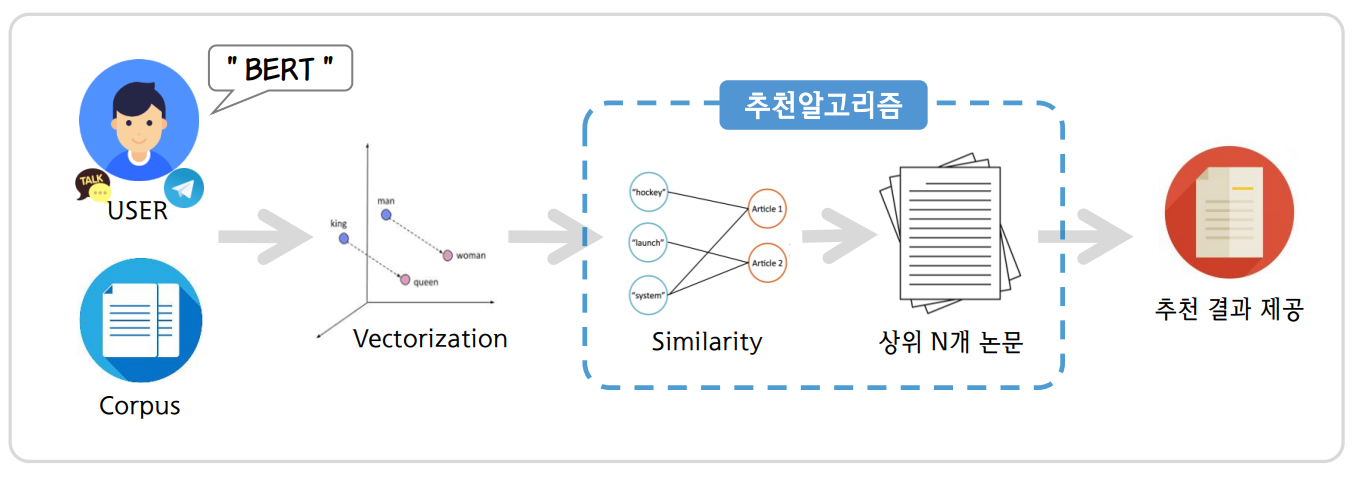 " BERT "
TALK
USER
Corpus
king
man
woman
queen
Vectorization
추천알고리즘
"hockey"
"launch"
"system"
Article 1
Article 2
Similarity
상위 N개 논문
추천 결과 제공